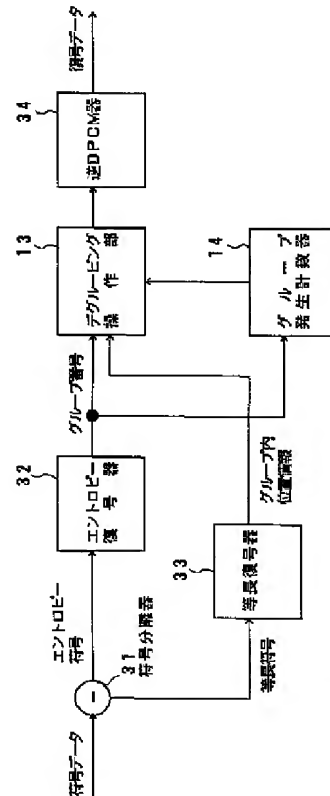 符号データ
エントロピー符号
31
符号分離器
等長符号
32
エントロピー
復号器
33
等長復号器
グループ番号
グループ内
位置情報
13
デグルーピング
操作部
14
グループ
発生計数器
34
逆DPCM器
復号データ